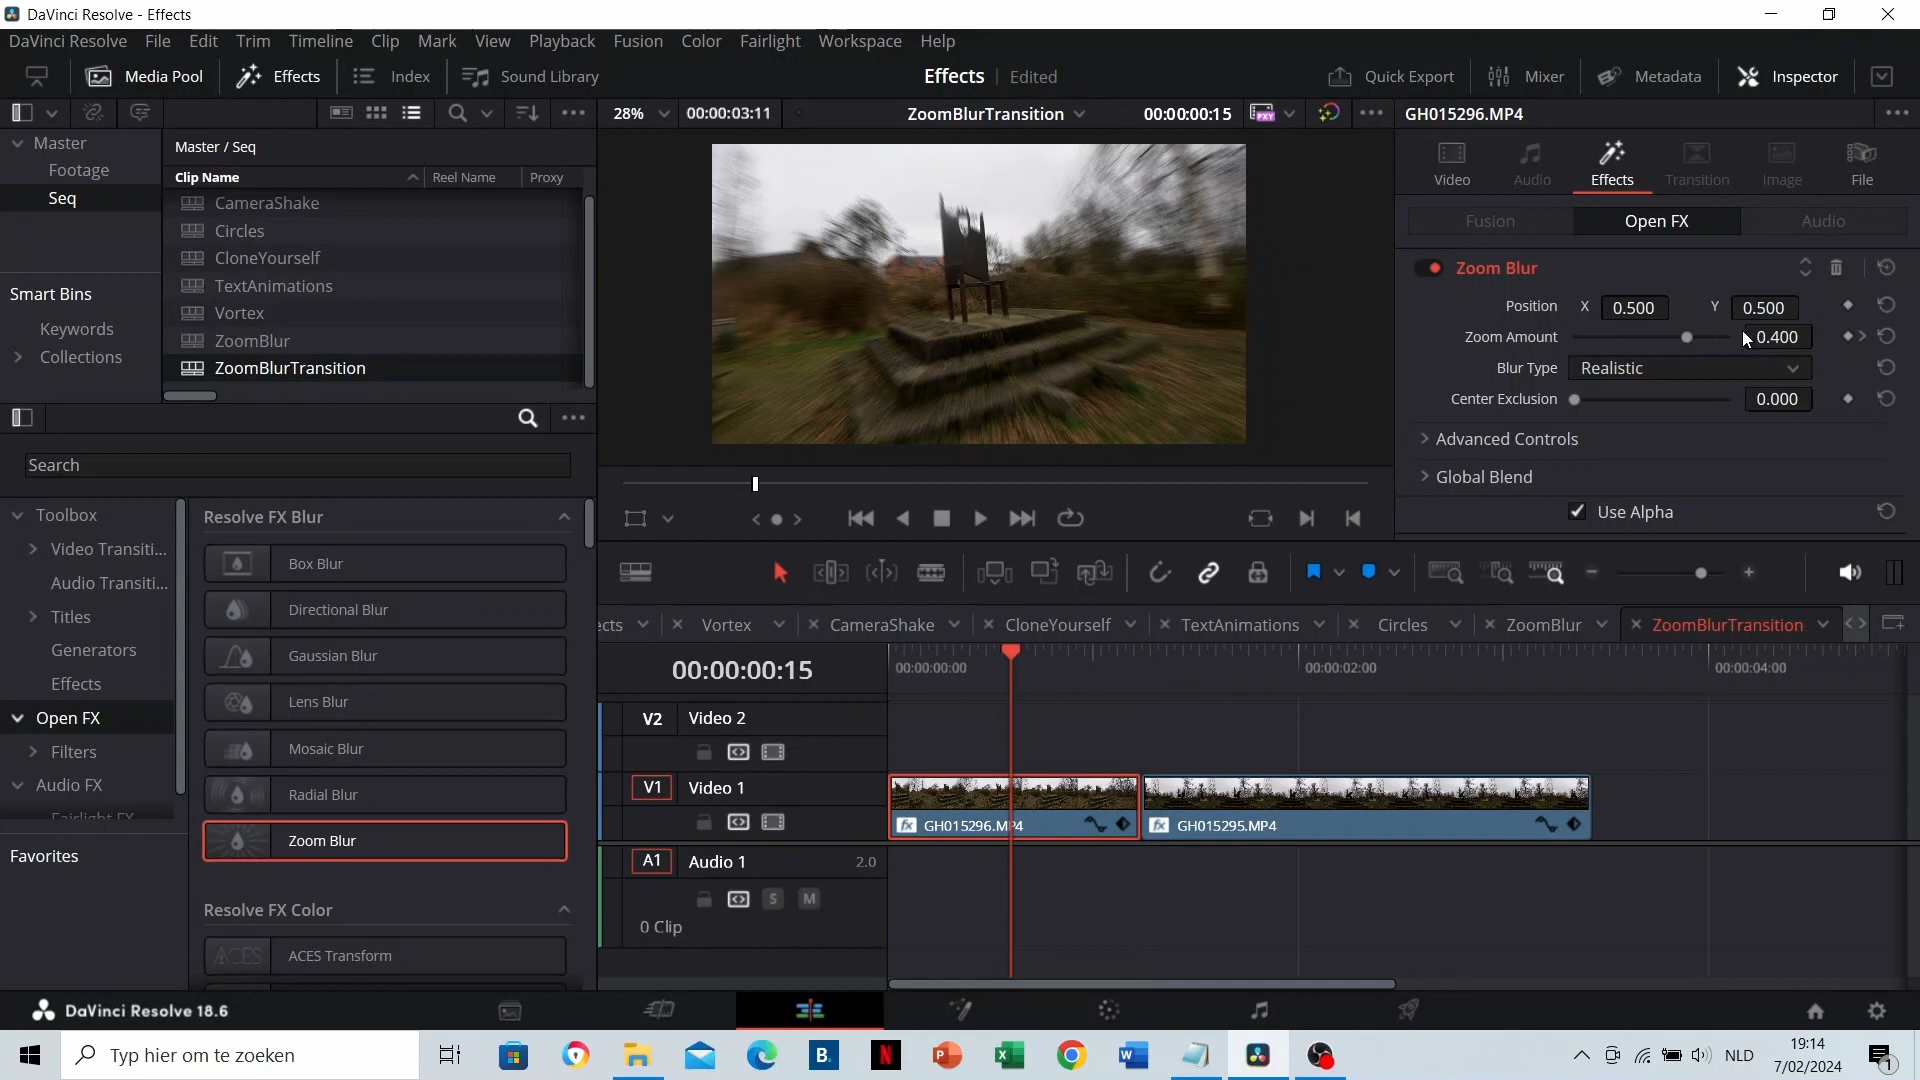 DaVinci Resolve - Effects
DaVinci Resolve File Edit Trim Timeline Clip Mark View Playback Fusion Color Fairlight Workspace Help
Media Pool Effects Index Sound Library Effects Edited Quick Export Mixer Metadata Inspector
28% 00:00:03:11 ZoomBlurTransition 00:00:00:15 PXY GH015296.MP4
Master
Footage
Seq
Smart Bins
Keywords
Collections
Master / Seq
Clip Name Reel Name Proxy
CameraShake
Circles
CloneYourself
TextAnimations
Vortex
ZoomBlur
ZoomBlurTransition
Video Audio Effects Transition Image File
Fusion Open FX Audio
Zoom Blur
Position X 0.500 Y 0.500
Zoom Amount 0.400
Blur Type Realistic
Center Exclusion 0.000
Advanced Controls
Global Blend
Use Alpha
Search
Toolbox
Video Transiti...
Audio Transiti...
Titles
Generators
Effects
Open FX
Filters
Audio FX
Fairlight FX
Favorites
Resolve FX Blur
Box Blur
Directional Blur
Gaussian Blur
Lens Blur
Mosaic Blur
Radial Blur
Zoom Blur
Resolve FX Color
ACES
ACES Transform
ects Vortex CameraShake CloneYourself TextAnimations Circles ZoomBlur ZoomBlurTransition
00:00:00:15 00:00:00:00 00:00:02:00 00:00:04:00
V2 Video 2
V1 Video 1
GH015296.MP4 GH015295.MP4
A1 Audio 1 2.0
S M
0 Clip
DaVinci Resolve 18.6
Typ hier om te zoeken
B.
N
P
X
W
NLD
19:14
7/02/2024
1